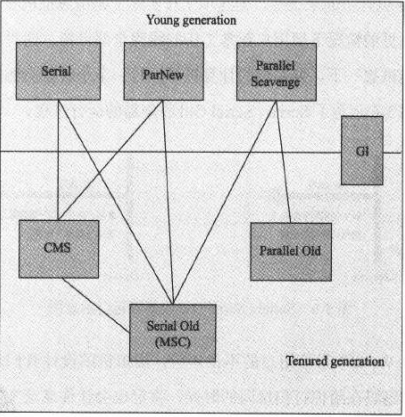 Young generation
Serial
ParNew
Parallel
Scavenge
G1
CMS
Parallel Old
Serial Old
(MSC)
Tenured generation